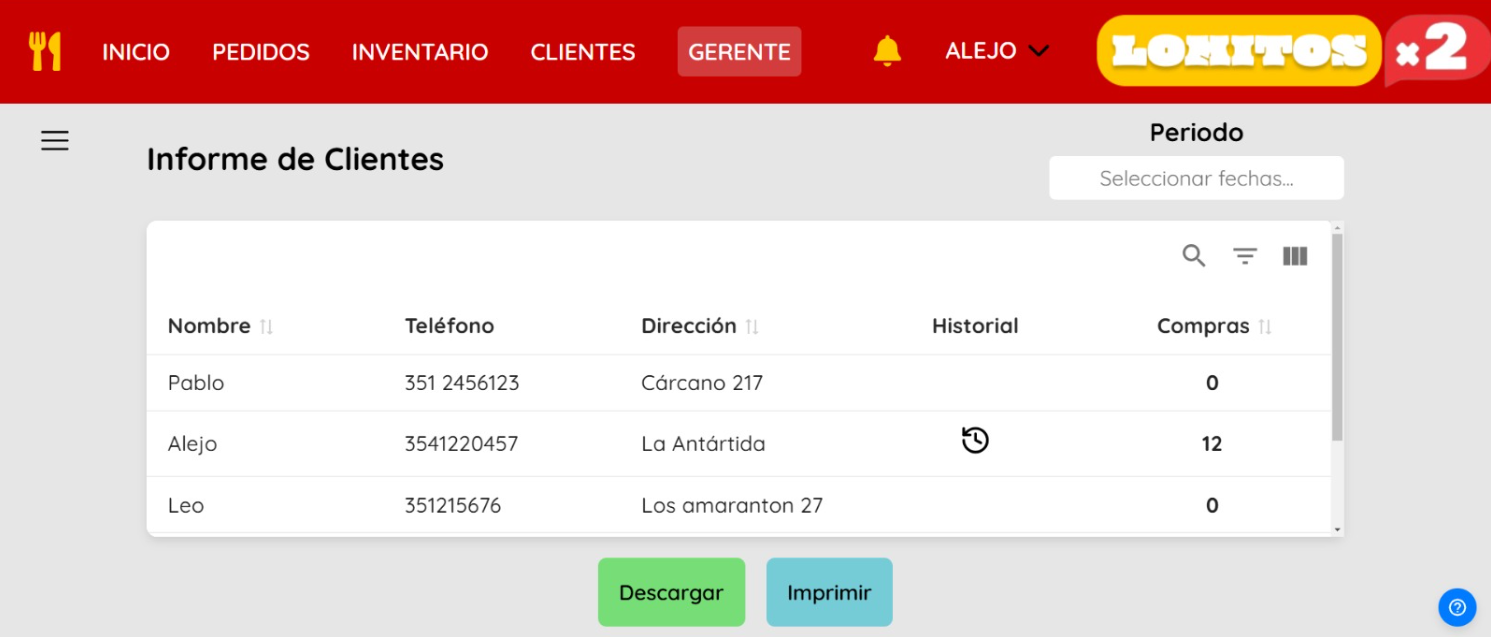 INICIO PEDIDOS INVENTARIO CLIENTES GERENTE ALEJO LOMITOS x2
Periodo
Informe de Clientes
Seleccionar fechas...
Nombre Teléfono Dirección Historial Compras
Pablo 351 2456123 Cárcano 217 0
Alejo 3541220457 La Antártida 12
Leo 351215676 Los amaranton 27 0
Descargar Imprimir
?